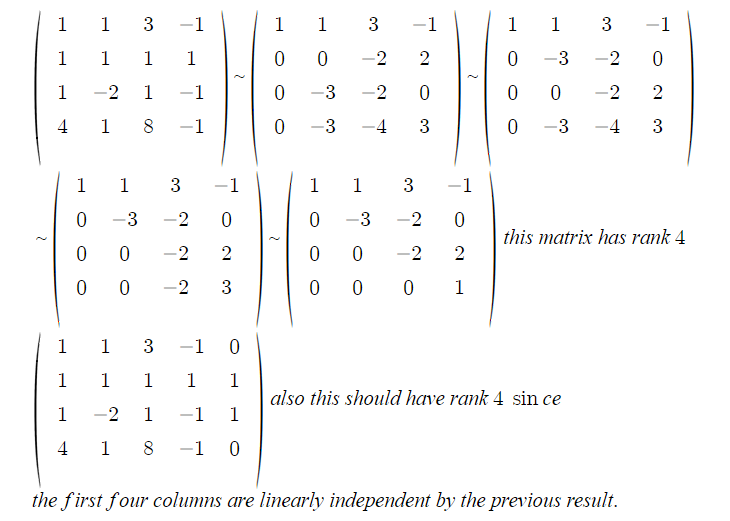 1 1 3 −1 1 1 3 −1 1 1 3 −1
1 1 1 1 0 0 −2 2 0 −3 −2 0
~ ~
1 −2 1 −1 0 −3 −2 0 0 0 −2 2
4 1 8 −1 0 −3 −4 3 0 −3 −4 3
1 1 3 −1 1 1 3 −1
0 −3 −2 0 0 −3 −2 0
~ ~ this matrix has rank 4
0 0 −2 2 0 0 −2 2
0 0 −2 3 0 0 0 1
1 1 3 −1 0
1 1 1 1 1
also this should have rank 4 sin ce
1 −2 1 −1 1
4 1 8 −1 0
the first four columns are linearly independent by the previous result.